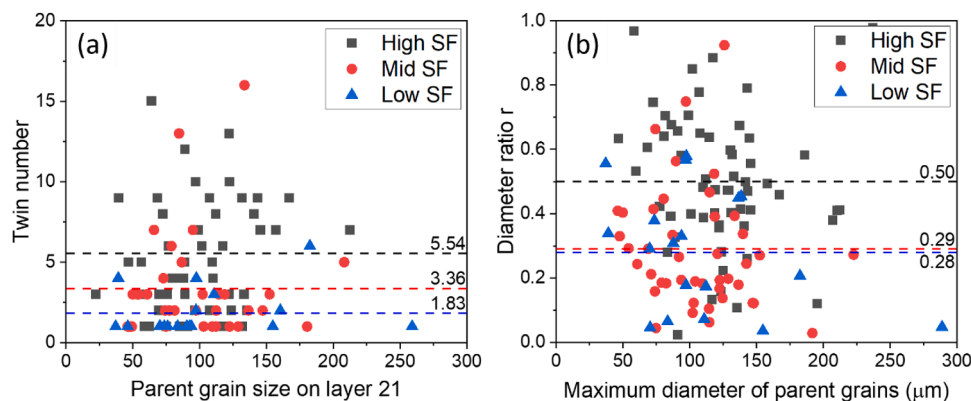 (a)
High SF
Mid SF
Low SF
Twin number
20
15
10
5
0
5.54
3.36
1.83
0 50 100 150 200 250 300
Parent grain size on layer 21
(b)
High SF
Mid SF
Low SF
Diameter ratio r
1.0
0.8
0.6
0.4
0.2
0.0
0.50
0.29
0.28
0 50 100 150 200 250 300
Maximum diameter of parent grains (μm)